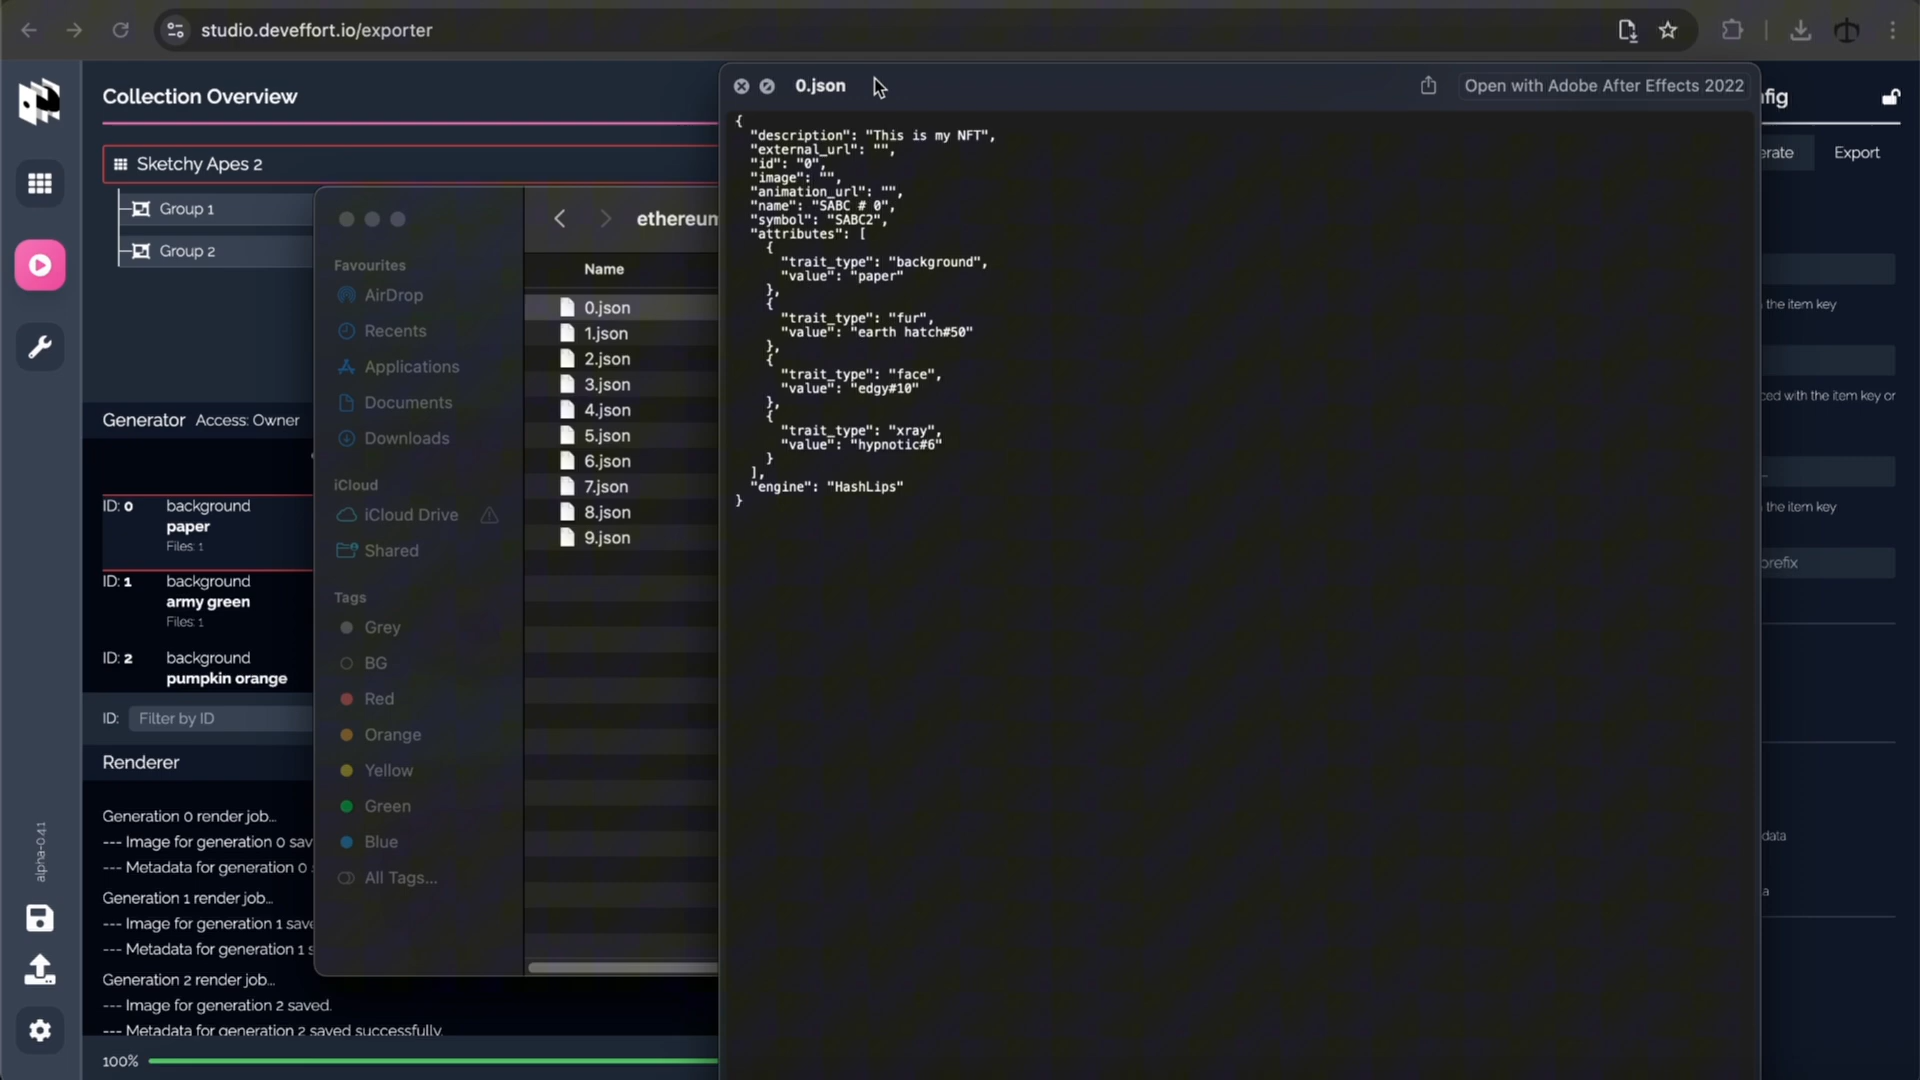 studio.deveffort.io/exporter
Collection Overview
Sketchy Apes 2
Group 1
Group 2
Generator Access: Owner
ID: 0 background
paper
Files: 1
ID: 1 background
army green
Files: 1
ID: 2 background
pumpkin orange
ID: Filter by ID
Renderer
Generation 0 render job...
--- Image for generation 0 sav
--- Metadata for generation 0
Generation 1 render job...
--- Image for generation 1 save
--- Metadata for generation 1 s
Generation 2 render job...
--- Image for generation 2 saved.
--- Metadata for generation 2 saved successfully.
100%
alpha-0.4.1
Favourites
AirDrop
Recents
Applications
Documents
Downloads
iCloud
iCloud Drive
Shared
Tags
Grey
BG
Red
Orange
Yellow
Green
Blue
All Tags...
ethereum
Name
0.json
1.json
2.json
3.json
4.json
5.json
6.json
7.json
8.json
9.json
0.json
Open with Adobe After Effects 2022
{
"description": "This is my NFT",
"external_url": "",
"id": "0",
"image": "",
"animation_url": "",
"name": "SABC # 0",
"symbol": "SABC2",
"attributes": [
{
"trait_type": "background",
"value": "paper"
},
{
"trait_type": "fur",
"value": "earth hatch#50"
},
{
"trait_type": "face",
"value": "edgy#10"
},
{
"trait_type": "xray",
"value": "hypnotic#6"
}
],
"engine": "HashLips"
}
fig
erate
Export
the item key
ced with the item key or
the item key
prefix
data
a